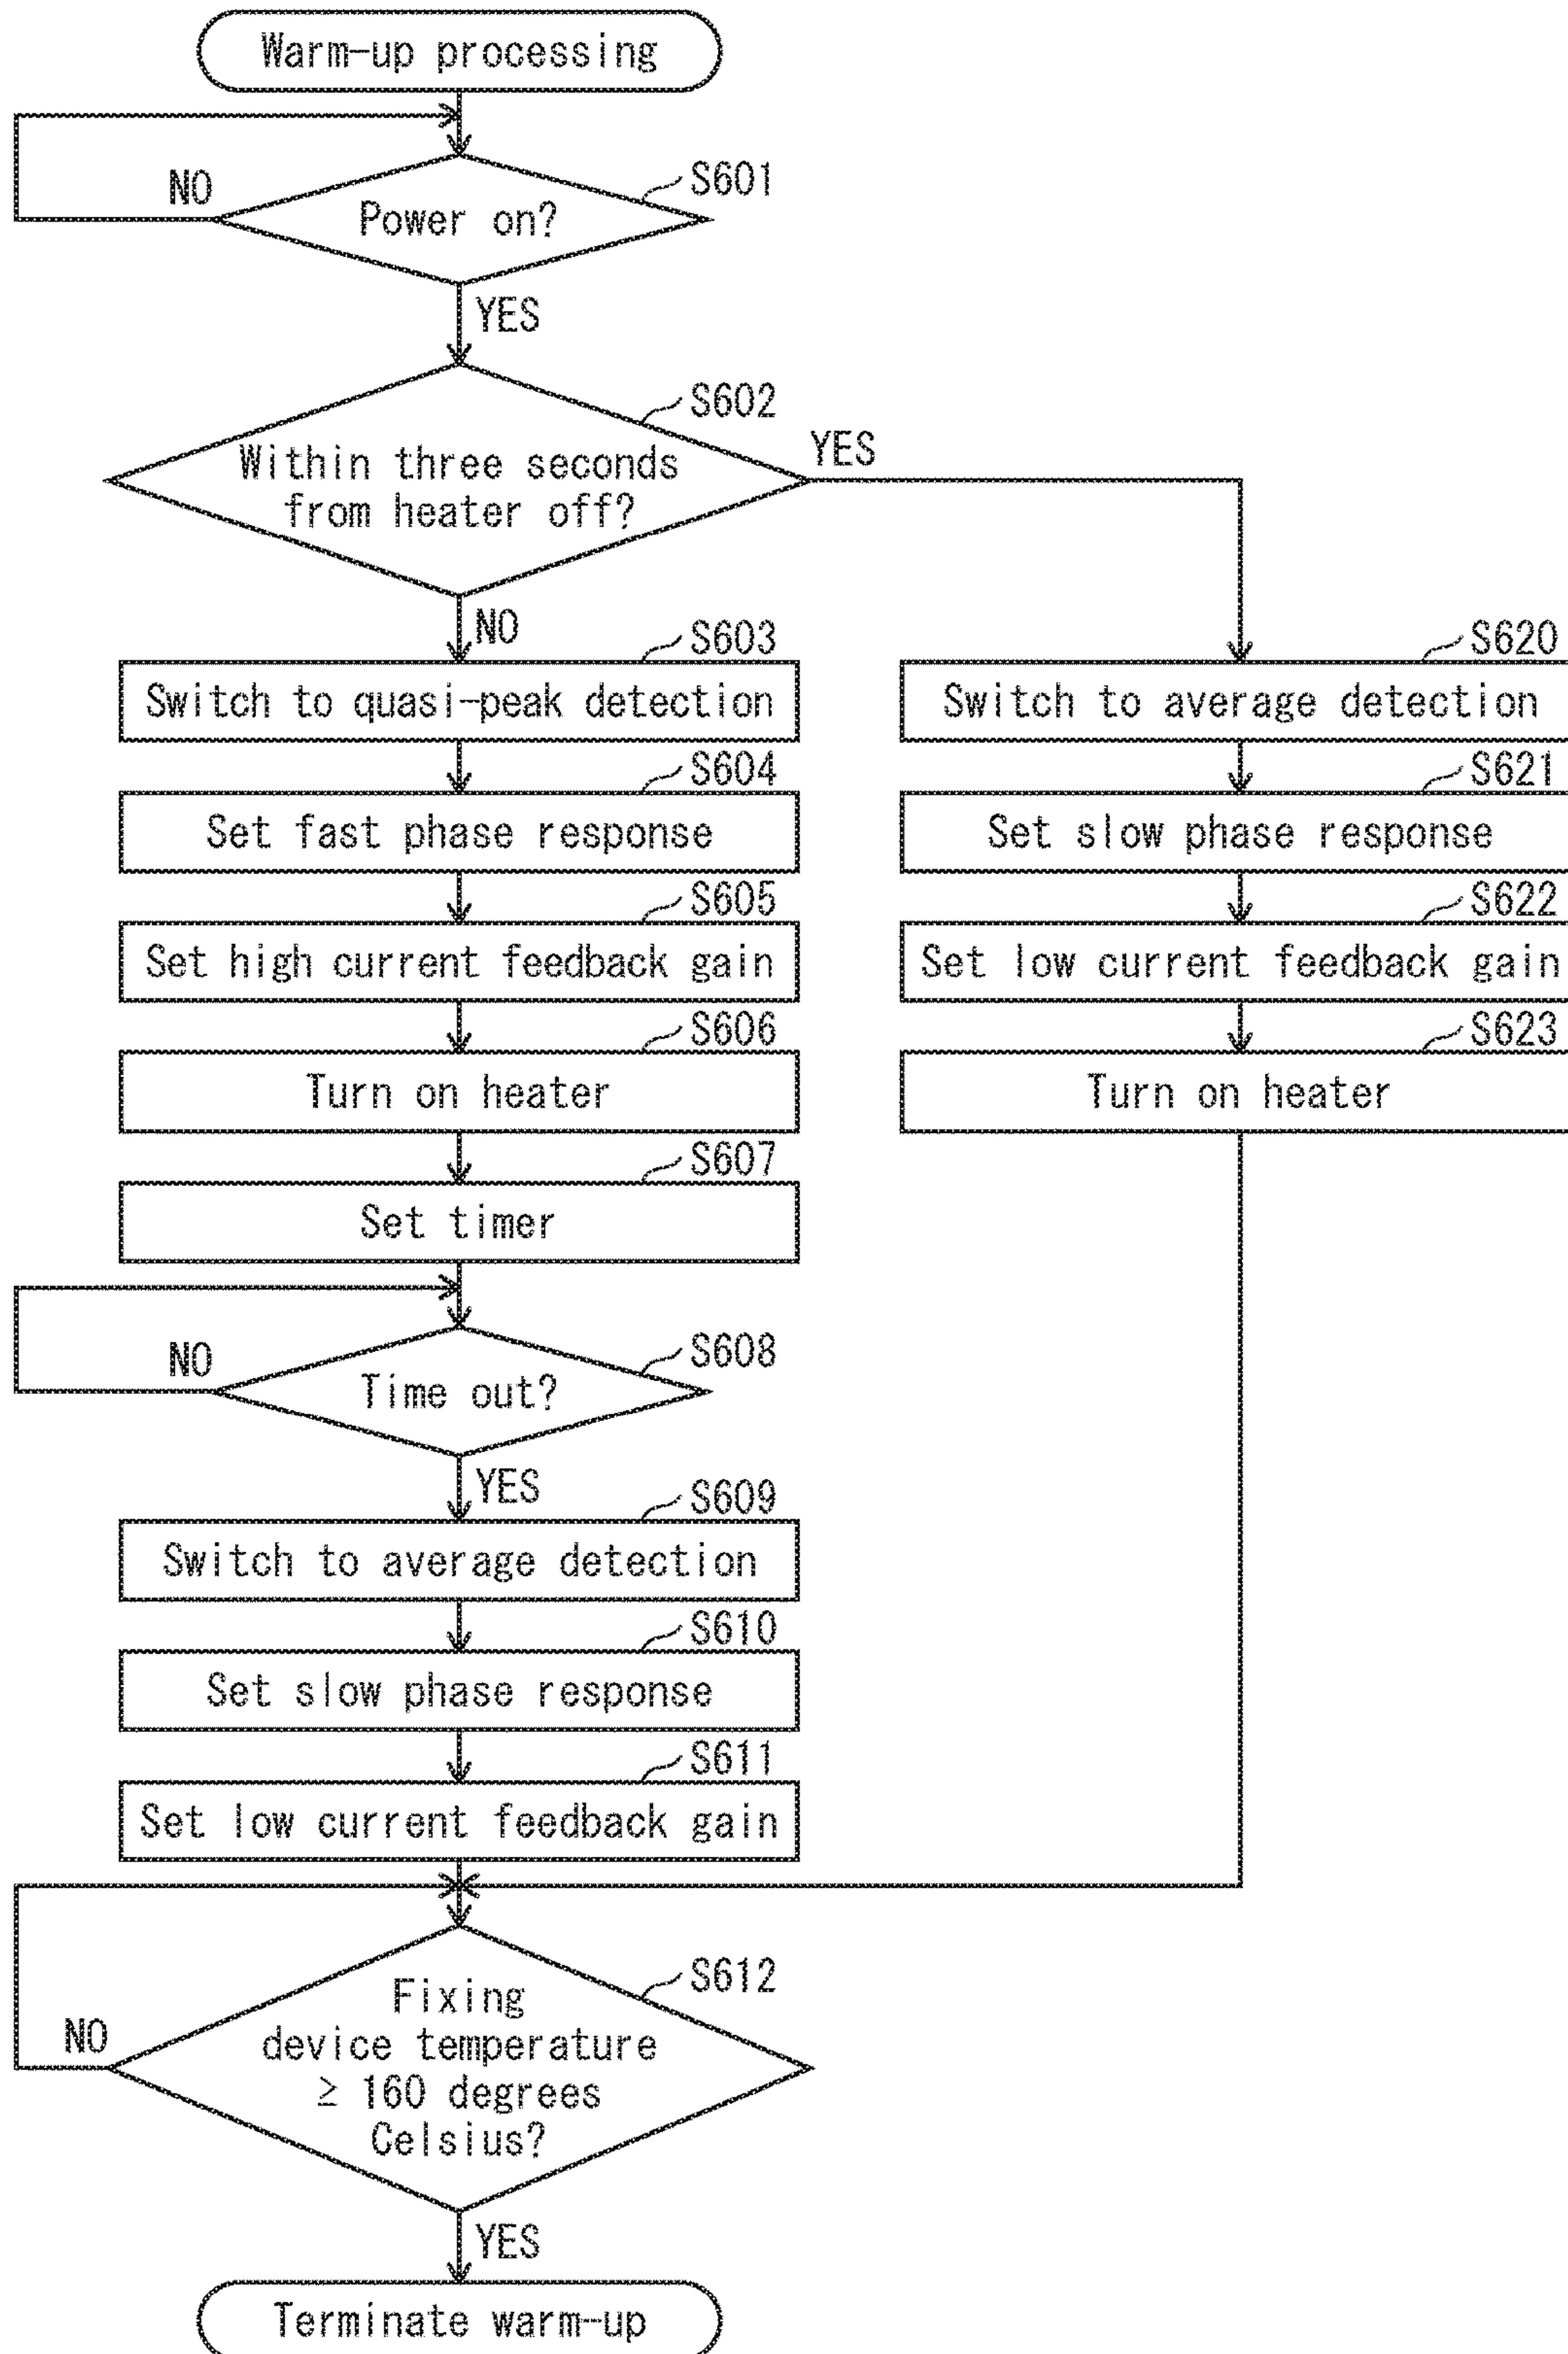 Warm-up processing
S601
NO
Power on?
YES
S602
YES
Within three seconds
from heater off?
NO
S603
Switch to quasi-peak detection
S604
Set fast phase response
S605
Set high current feedback gain
S606
Turn on heater
S607
Set timer
S608
NO
Time out?
YES
S609
Switch to average detection
S610
Set slow phase response
S611
Set low current feedback gain
S620
Switch to average detection
S621
Set slow phase response
S622
Set low current feedback gain
S623
Turn on heater
S612
NO
Fixing
device temperature
≥ 160 degrees
Celsius?
YES
Terminate warm-up